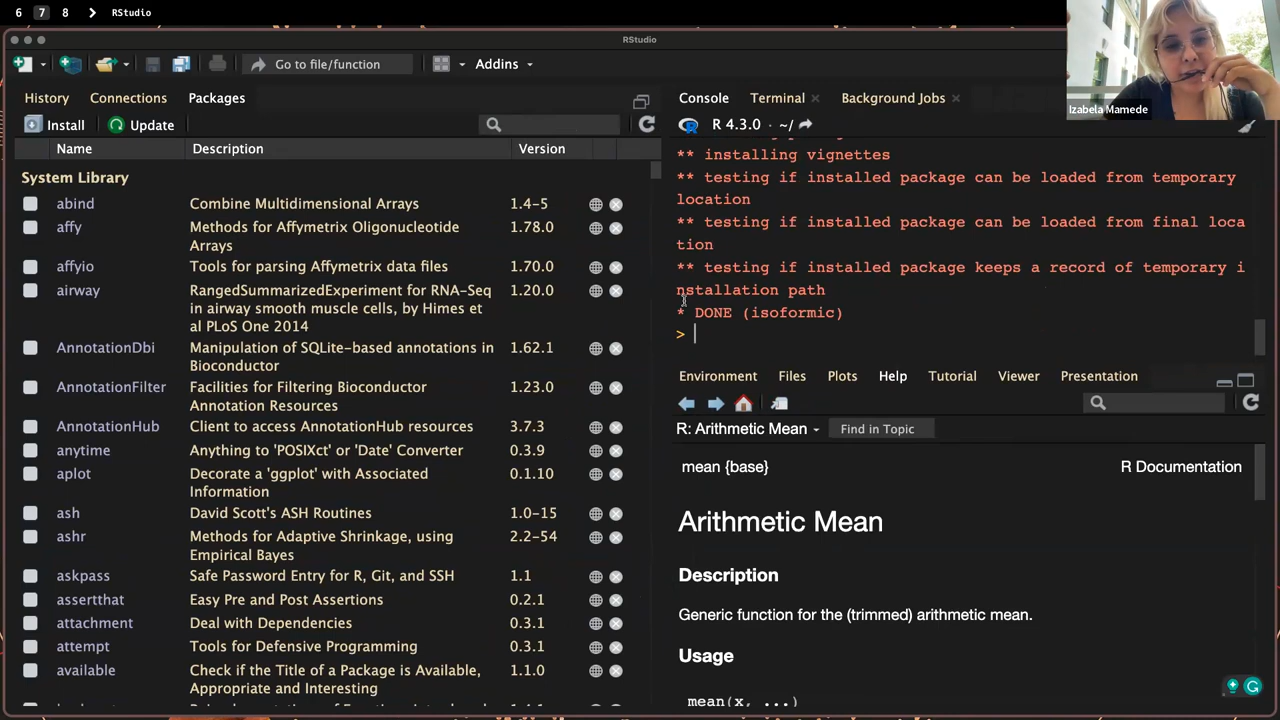 6 7 8 RStudio
RStudio
Go to file/function
Addins
Izabela Mamede
History Connections Packages
Install Update
Name Description Version
System Library
abind Combine Multidimensional Arrays 1.4-5
affy Methods for Affymetrix Oligonucleotide 1.78.0
Arrays
affyio Tools for parsing Affymetrix data files 1.70.0
airway RangedSummarizedExperiment for RNA-Seq 1.20.0
in airway smooth muscle cells, by Himes et
al PLoS One 2014
AnnotationDbi Manipulation of SQLite-based annotations in 1.62.1
Bioconductor
AnnotationFilter Facilities for Filtering Bioconductor 1.23.0
Annotation Resources
AnnotationHub Client to access AnnotationHub resources 3.7.3
anytime Anything to 'POSIXct' or 'Date' Converter 0.3.9
aplot Decorate a 'ggplot' with Associated 0.1.10
Information
ash David Scott's ASH Routines 1.0-15
ashr Methods for Adaptive Shrinkage, using 2.2-54
Empirical Bayes
askpass Safe Password Entry for R, Git, and SSH 1.1
assertthat Easy Pre and Post Assertions 0.2.1
attachment Deal with Dependencies 0.3.1
attempt Tools for Defensive Programming 0.3.1
available Check if the Title of a Package is Available, 1.1.0
Appropriate and Interesting
Console Terminal Background Jobs
R 4.3.0 · ~/
** installing vignettes
** testing if installed package can be loaded from temporary
location
** testing if installed package can be loaded from final loca
tion
** testing if installed package keeps a record of temporary i
nstallation path
* DONE (isoformic)
>
Environment Files Plots Help Tutorial Viewer Presentation
R: Arithmetic Mean Find in Topic
mean {base} R Documentation
Arithmetic Mean
Description
Generic function for the (trimmed) arithmetic mean.
Usage
mean(x, ...)